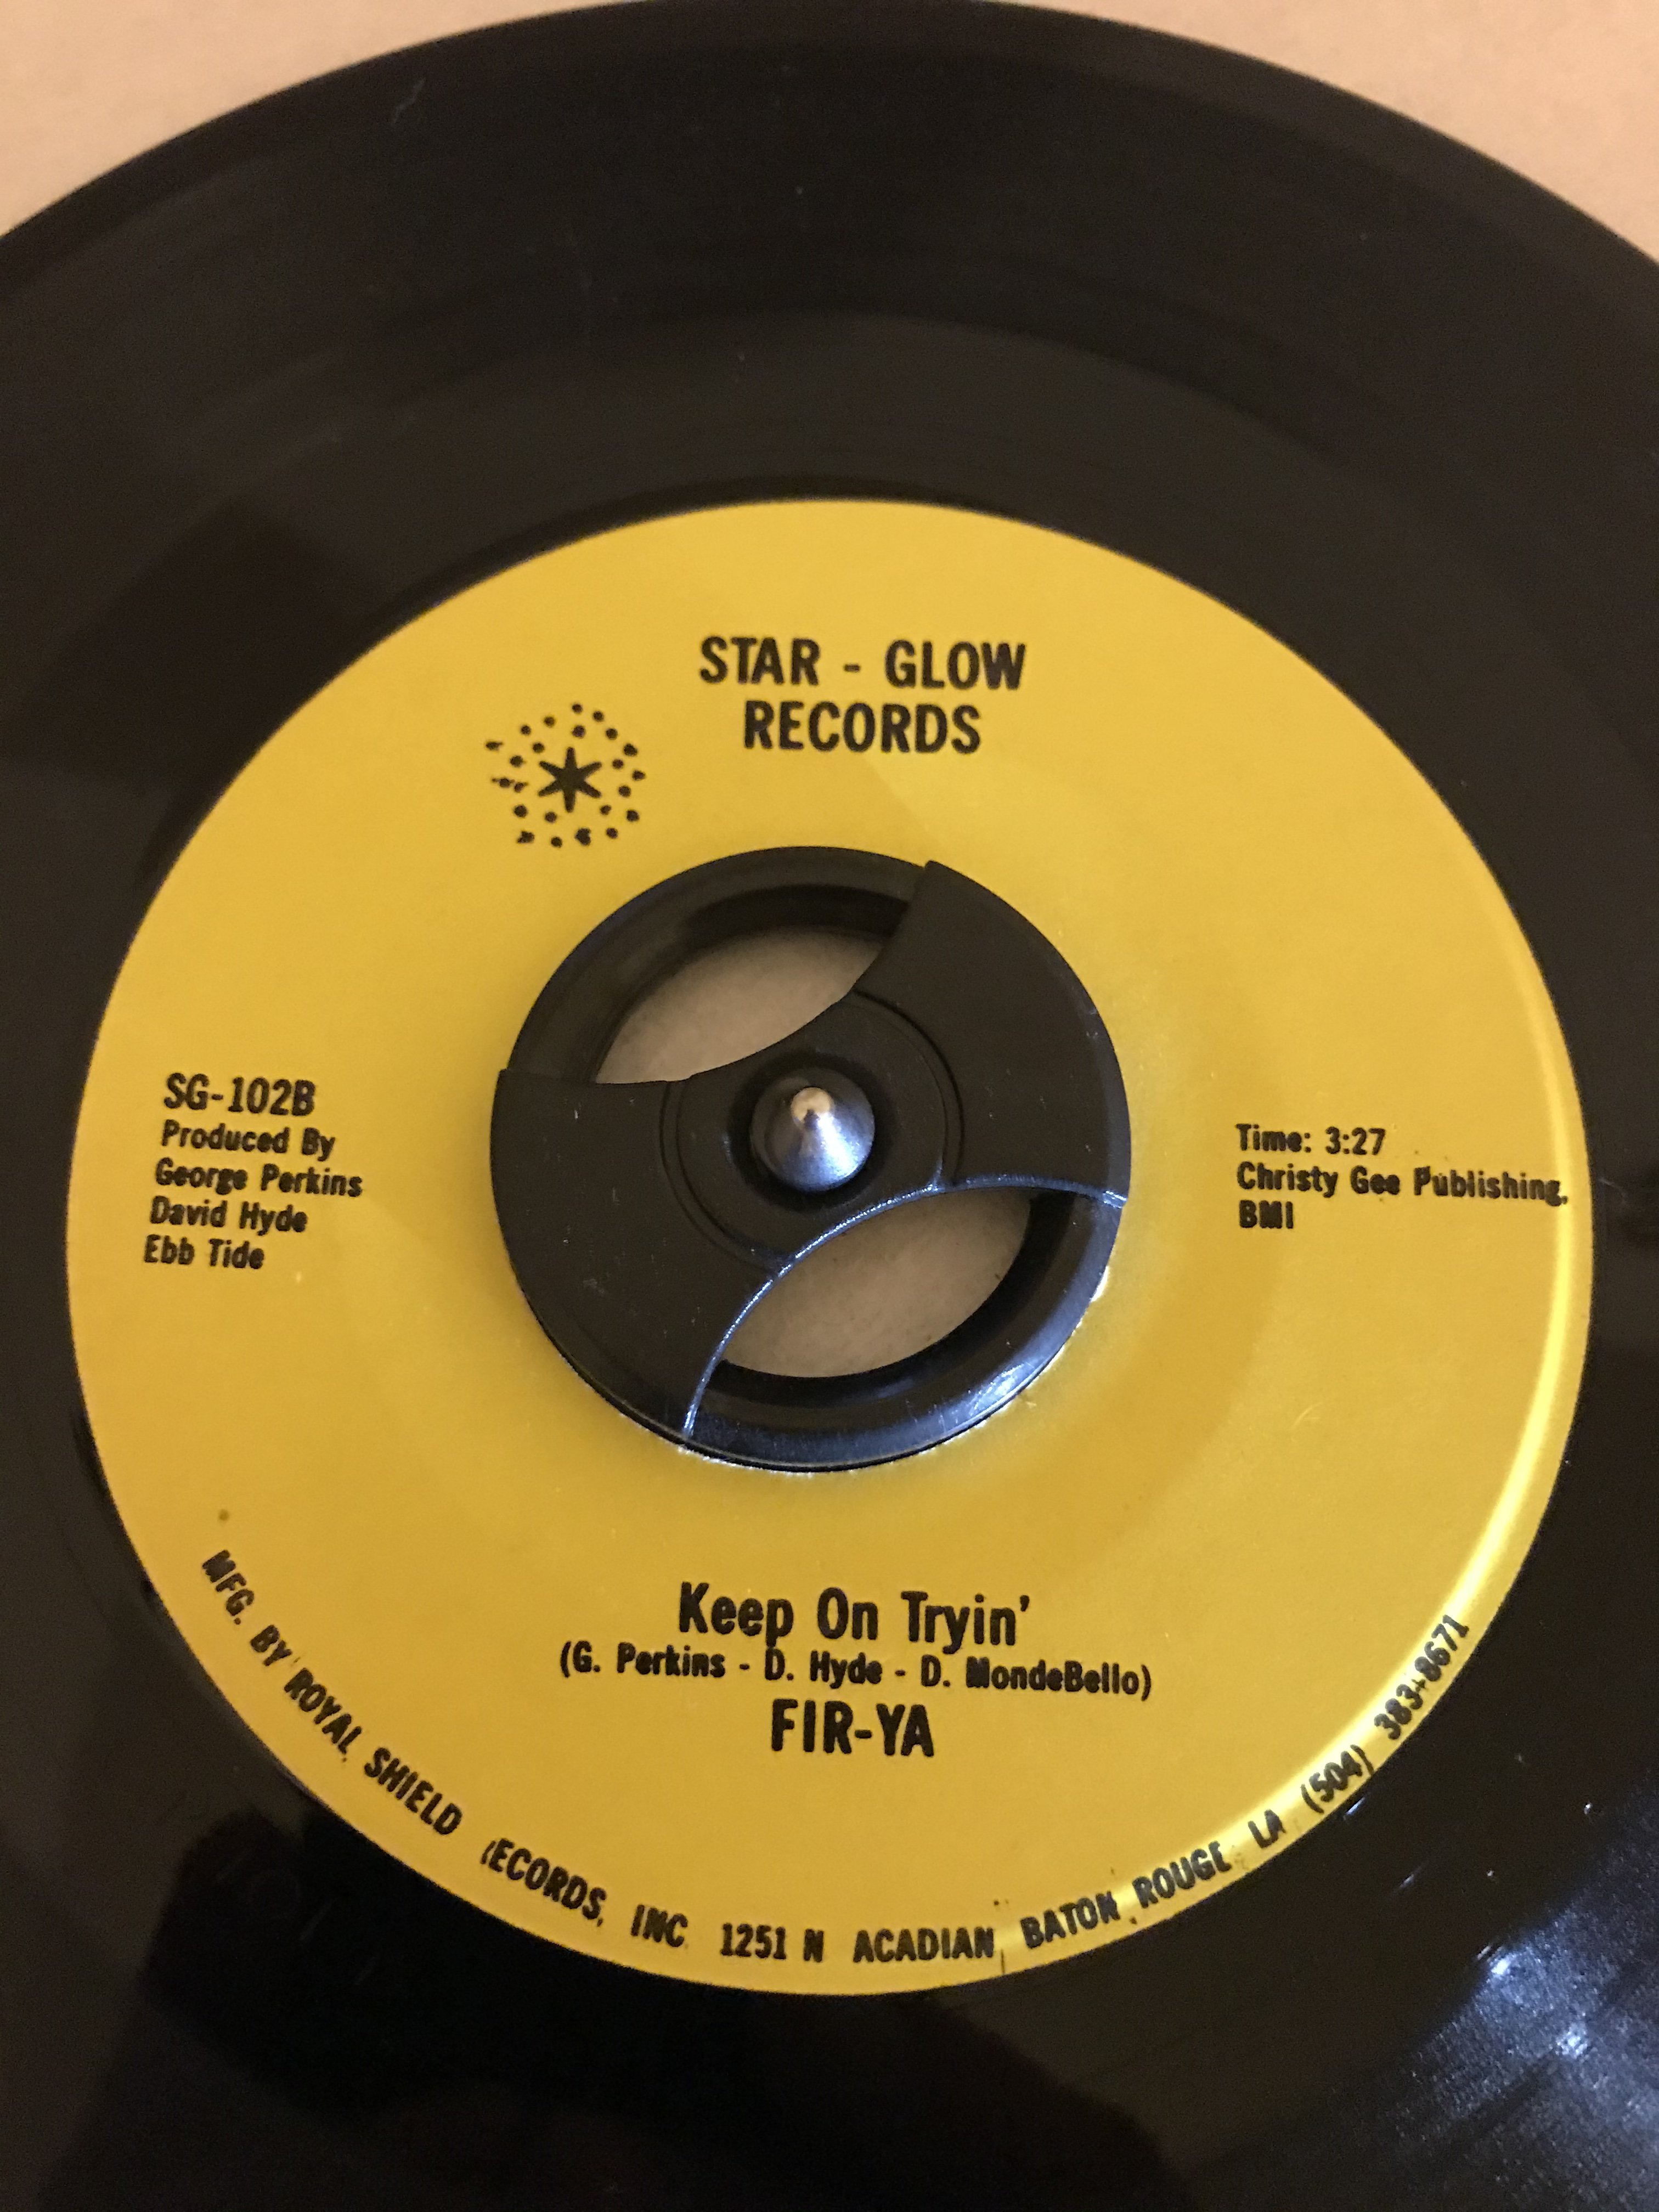 STAR - GLOW
RECORDS
SG-102B
Produced By
George Perkins
David Hyde
Ebb Tide
Time: 3:27
Christy Gee Publishing,
BMI
Keep On Tryin'
(G. Perkins - D. Hyde - D. MondeBello)
FIR-YA
MFG. BY ROYAL SHIELD RECORDS, INC 1251 N ACADIAN BATON ROUGE LA (504) 383-8671